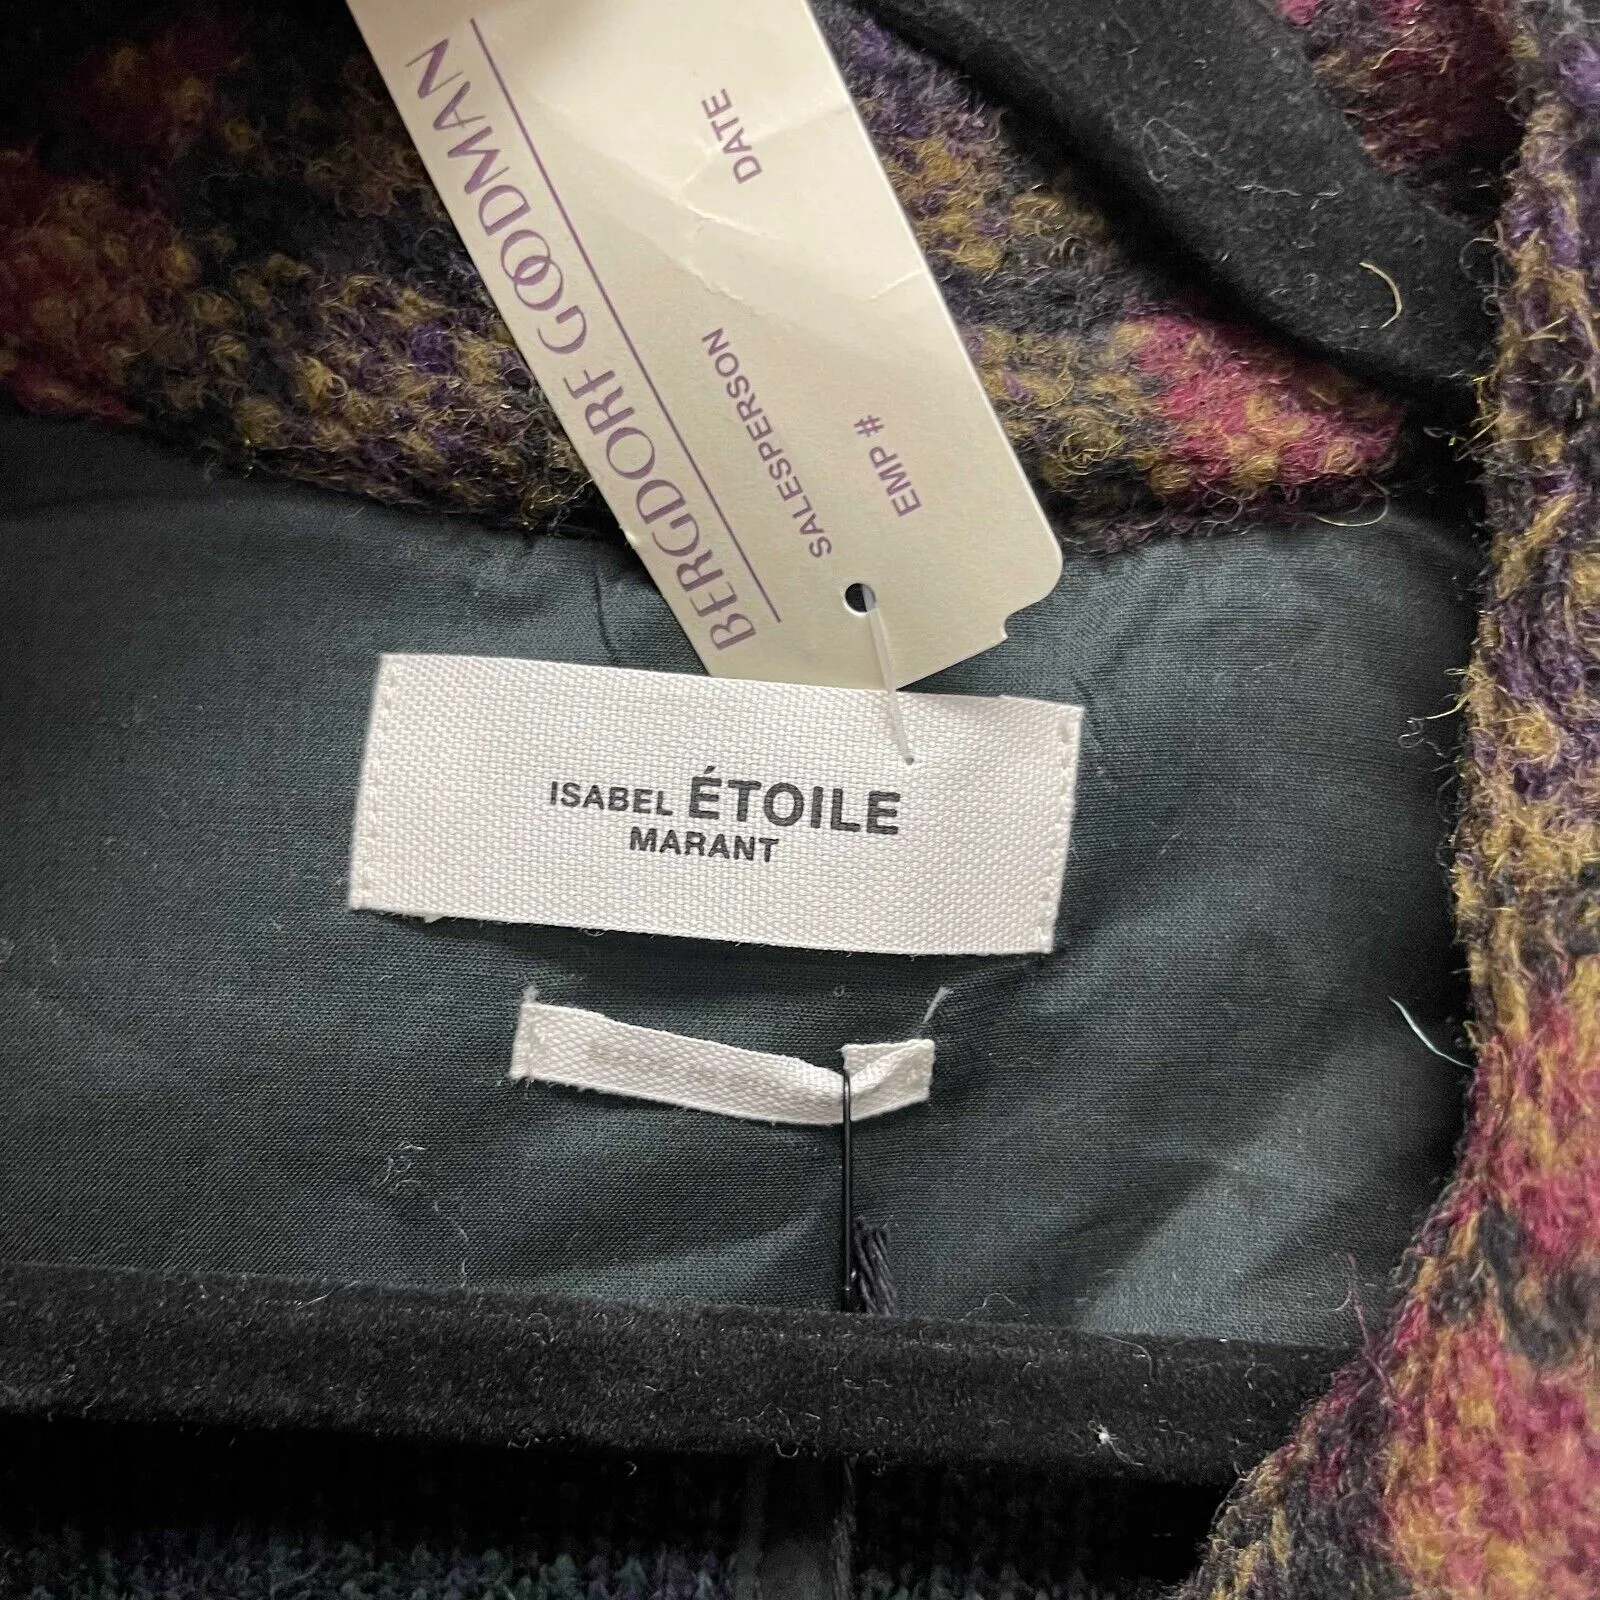 BERGDORF GOODMAN
SALESPERSON
DATE
EMP #
ISABEL ÉTOILE
MARANT